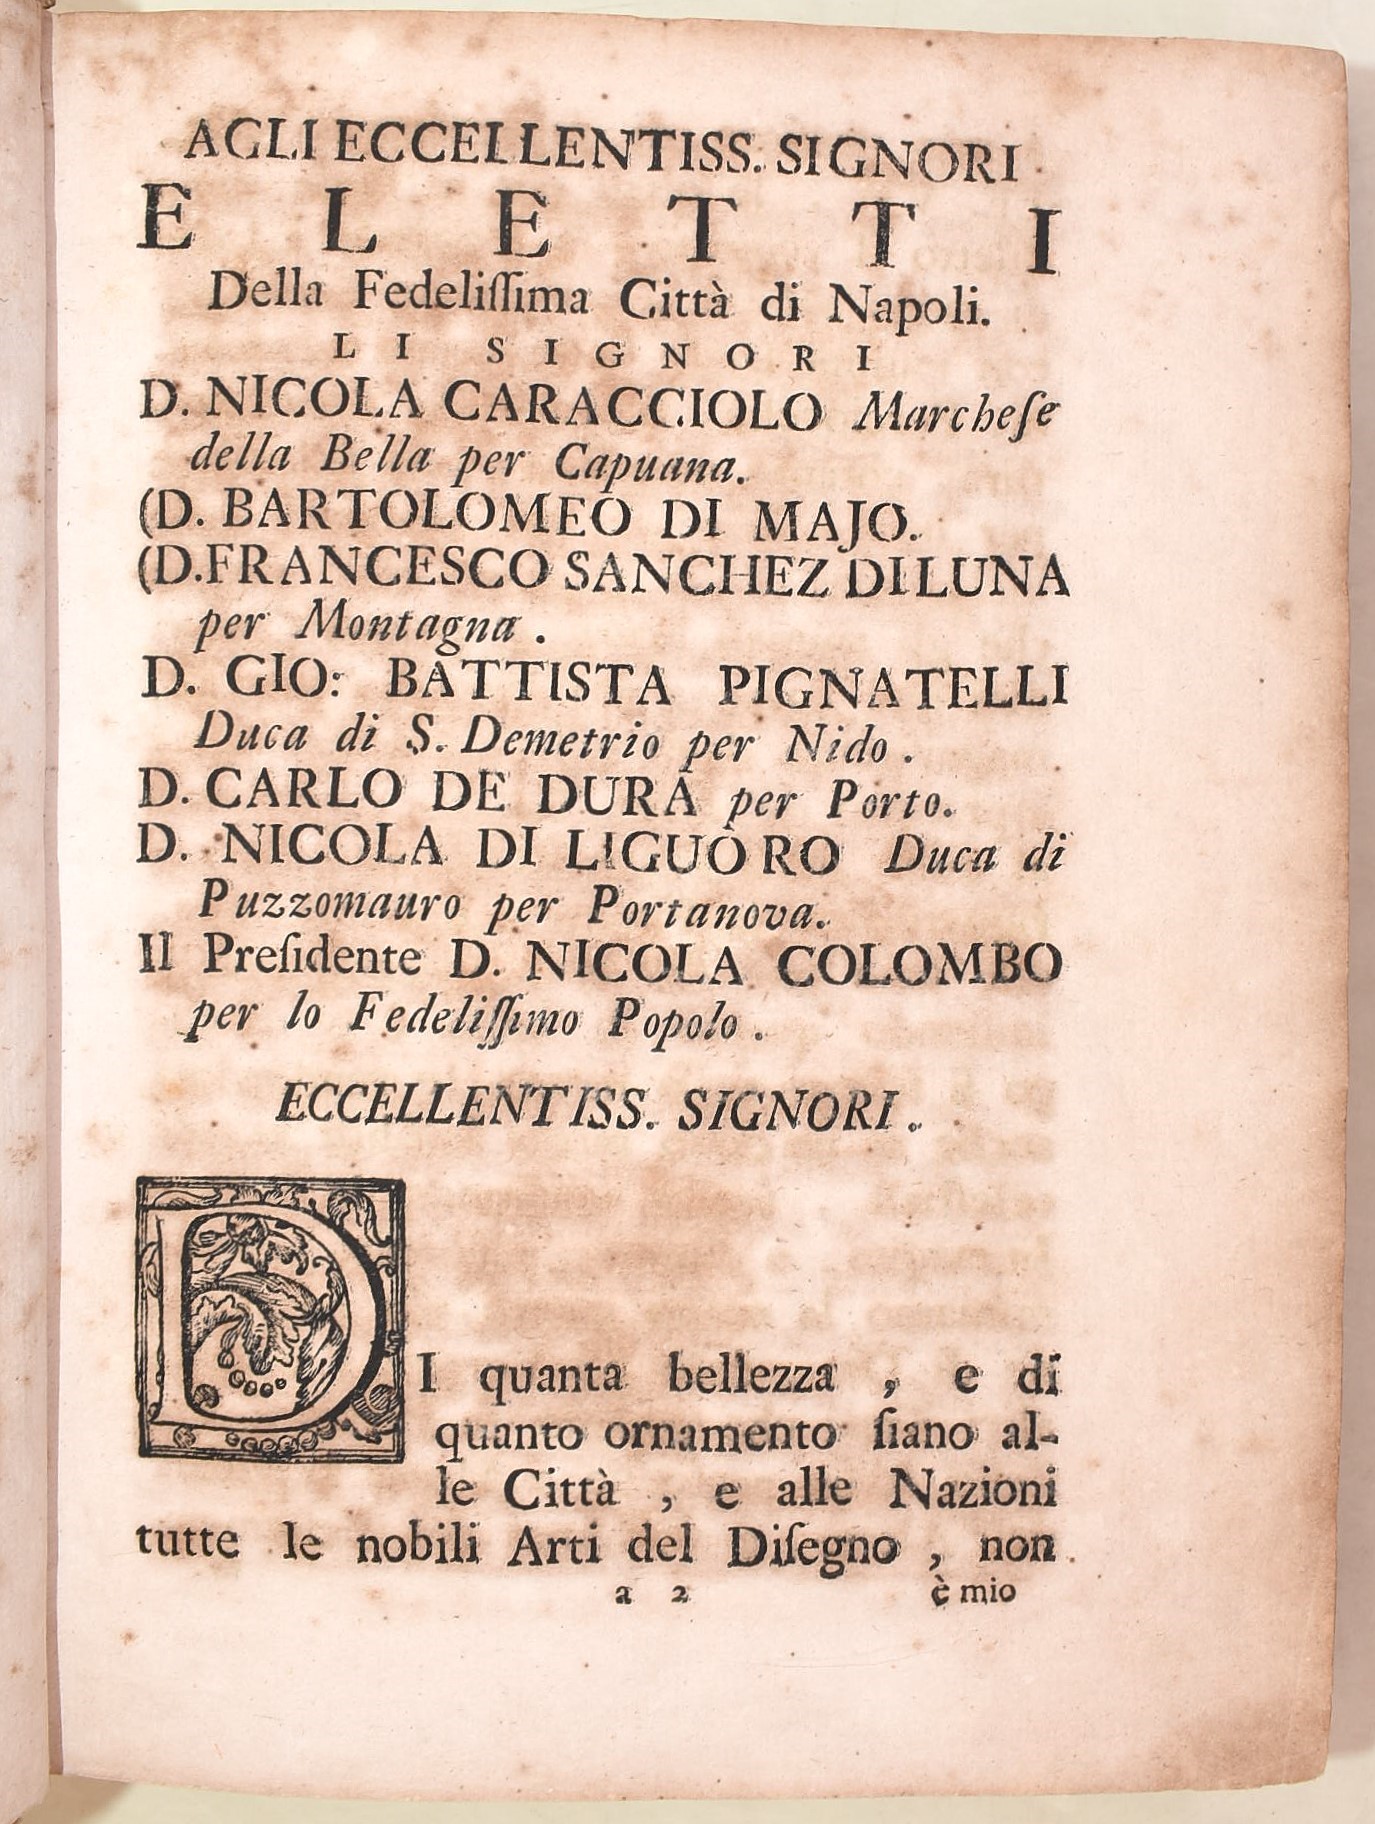 AGLI ECCELLENTISS. SIGNORI
ELETTI
Della Fedeliſſima Città di Napoli.
LI SIGNORI
D. NICOLA CARACCIOLO Marcheſe
della Bella per Capuana.
(D. BARTOLOMEO DI MAJO.
(D.FRANCESCO SANCHEZ DI LUNA
per Montagna.
D. GIO: BATTISTA PIGNATELLI
Duca di S. Demetrio per Nido.
D. CARLO DE DURA per Porto.
D. NICOLA DI LIGUORO Duca di
Puzzomauro per Portanova.
Il Preſidente D. NICOLA COLOMBO
per lo Fedeliſſimo Popolo.
ECCELLENTISS. SIGNORI.
DI quanta bellezza, e di
quanto ornamento ſiano al-
le Città, e alle Nazioni
tutte le nobili Arti del Diſegno, non
a 2 è mio